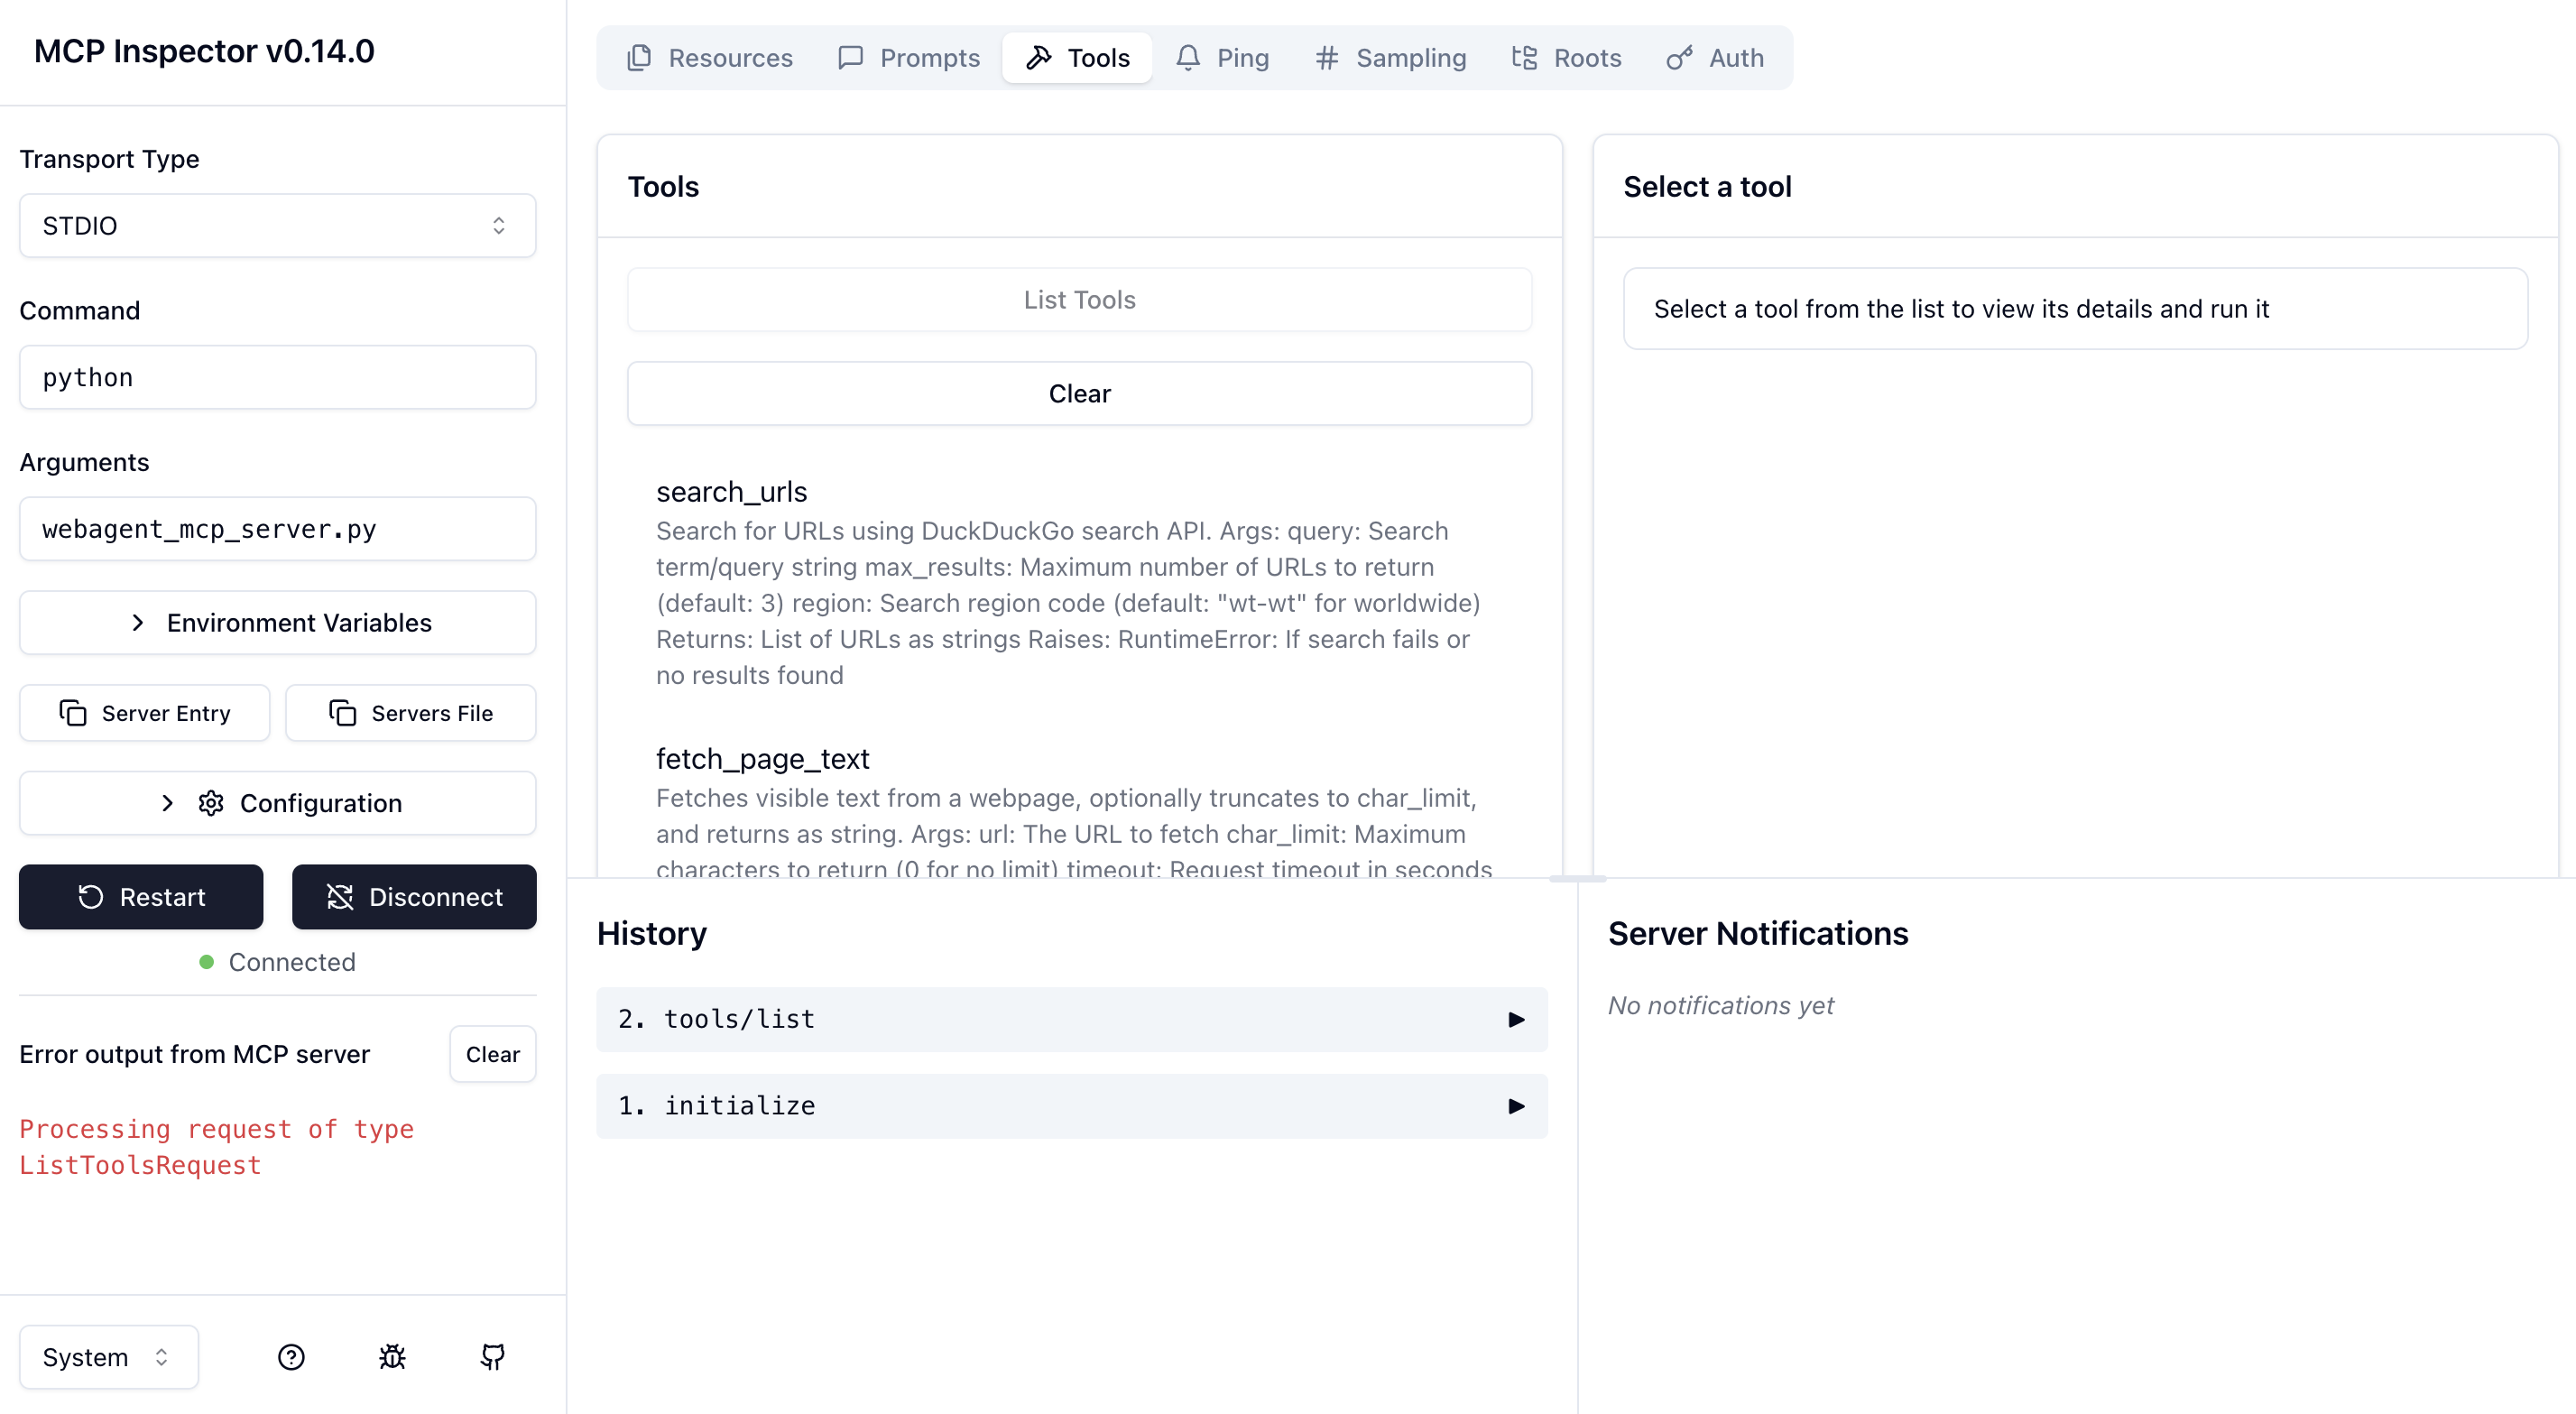 MCP Inspector v0.14.0
Transport Type
STDIO
Command
python
Arguments
webagent_mcp_server.py
Environment Variables
Server Entry
Servers File
Configuration
Restart
Disconnect
Connected
Error output from MCP server
Clear
Processing request of type
ListToolsRequest
System
Resources
Prompts
Tools
Ping
Sampling
Roots
Auth
Tools
List Tools
Clear
search_urls
Search for URLs using DuckDuckGo search API. Args: query: Search
term/query string max_results: Maximum number of URLs to return
(default: 3) region: Search region code (default: "wt-wt" for worldwide)
Returns: List of URLs as strings Raises: RuntimeError: If search fails or
no results found
fetch_page_text
Fetches visible text from a webpage, optionally truncates to char_limit,
and returns as string. Args: url: The URL to fetch char_limit: Maximum
characters to return (0 for no limit) timeout: Request timeout in seconds
Select a tool
Select a tool from the list to view its details and run it
History
2. tools/list
1. initialize
Server Notifications
No notifications yet